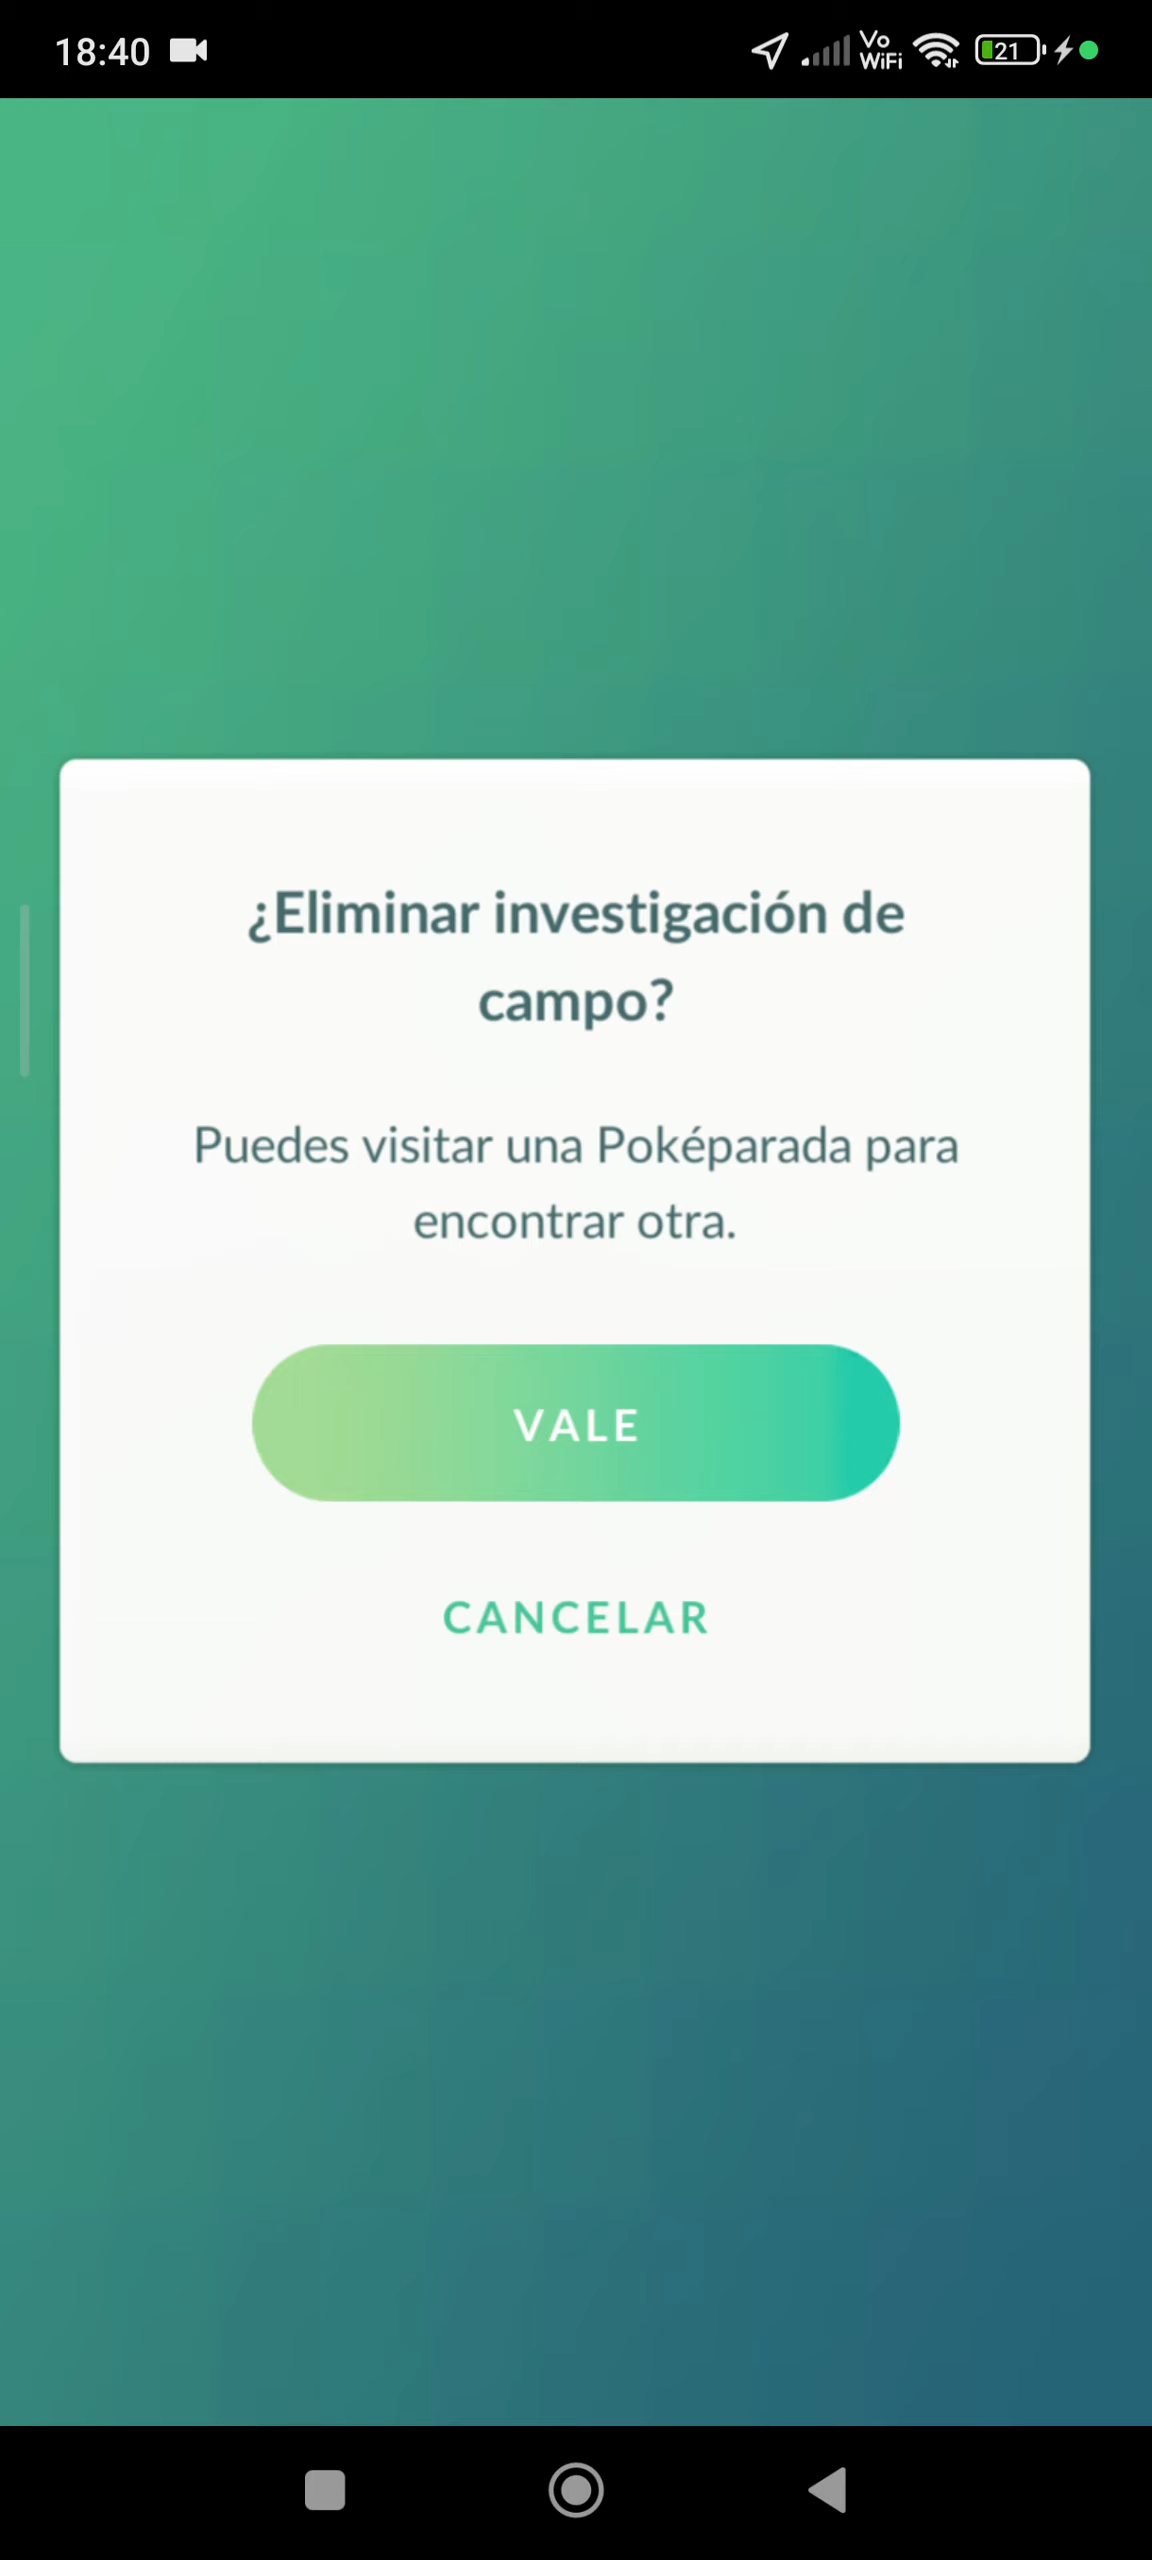 18:40
Vo
WiFi
21
¿Eliminar investigación de
campo?
Puedes visitar una Poképarada para
encontrar otra.
VALE
CANCELAR